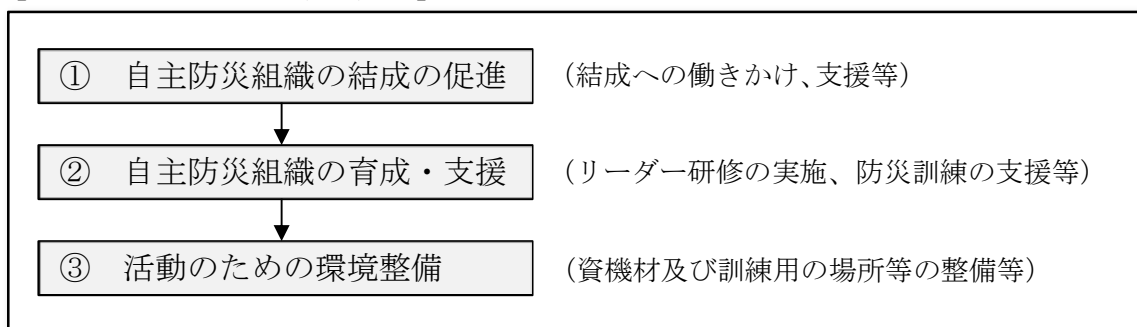 ① 自主防災組織の結成の促進 (結成への働きかけ、支援等)
② 自主防災組織の育成・支援 (リーダー研修の実施、防災訓練の支援等)
③ 活動のための環境整備 (資機材及び訓練用の場所等の整備等)